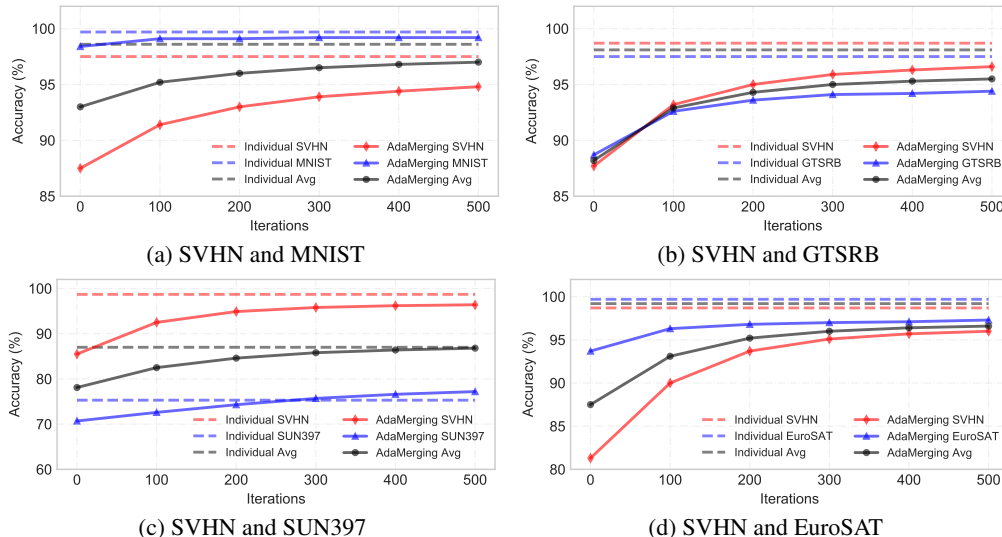 100
95
90
85
Accuracy (%)
Individual SVHN
Individual MNIST
Individual Avg
AdaMerging SVHN
AdaMerging MNIST
AdaMerging Avg
0 100 200 300 400 500
Iterations
(a) SVHN and MNIST
100
95
90
85
Accuracy (%)
Individual SVHN
Individual GTSRB
Individual Avg
AdaMerging SVHN
AdaMerging GTSRB
AdaMerging Avg
0 100 200 300 400 500
Iterations
(b) SVHN and GTSRB
100
90
80
70
60
Accuracy (%)
Individual SVHN
Individual SUN397
Individual Avg
AdaMerging SVHN
AdaMerging SUN397
AdaMerging Avg
0 100 200 300 400 500
Iterations
(c) SVHN and SUN397
100
95
90
85
80
Accuracy (%)
Individual SVHN
Individual EuroSAT
Individual Avg
AdaMerging SVHN
AdaMerging EuroSAT
AdaMerging Avg
0 100 200 300 400 500
Iterations
(d) SVHN and EuroSAT